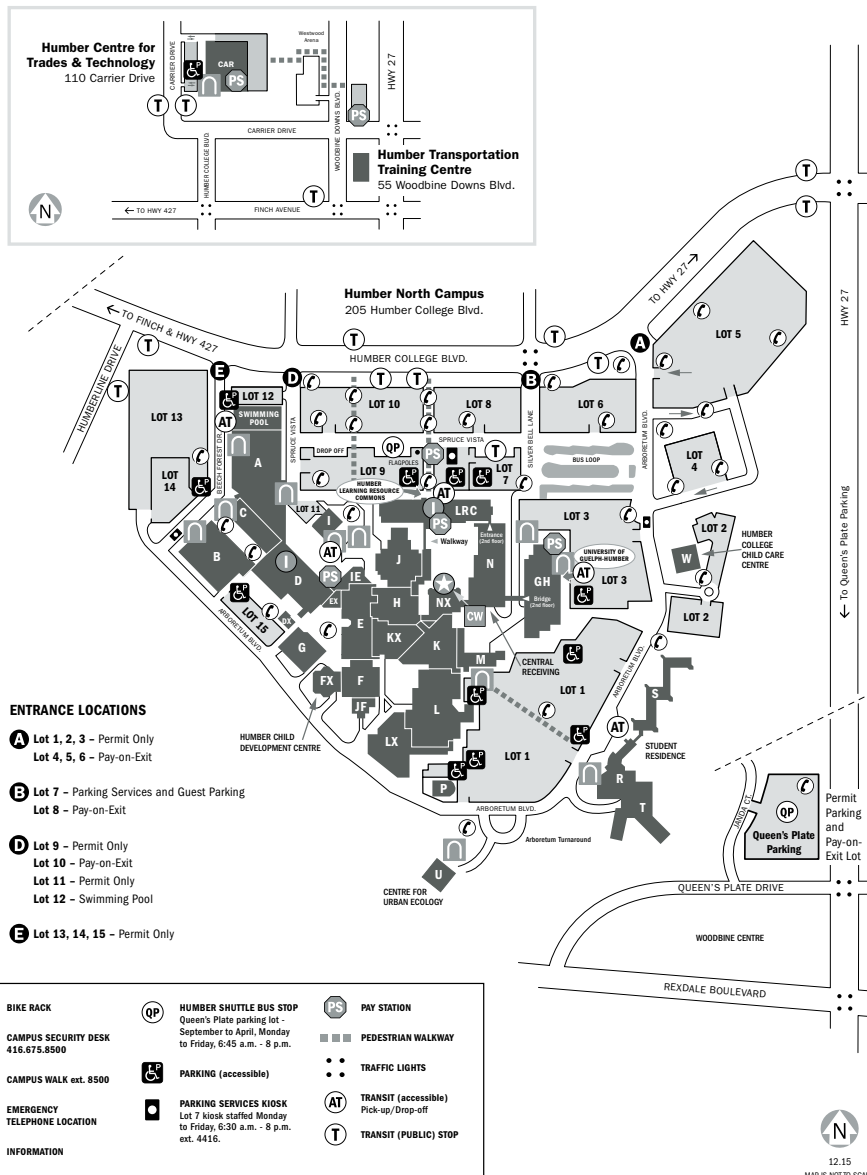 Humber Centre for
Trades & Technology
110 Carrier Drive
CARRIER DRIVE
CAR
P
PS
Westwood
Arena
HWY 27
PS
T
T
WOODBINE DOWNS BLVD.
CARRIER DRIVE
HUMBER COLLEGE BLVD.
Humber Transportation
Training Centre
55 Woodbine Downs Blvd.
T
← TO HWY 427
FINCH AVENUE
N
T
T
Humber North Campus
205 Humber College Blvd.
TO HWY 27 →
HWY 27
← TO FINCH & HWY 427
HUMBERLINE DRIVE
HUMBER COLLEGE BLVD.
T
T
T
T
T
T
T
A
E
D
B
LOT 5
LOT 13
LOT 12
SWIMMING
POOL
LOT 10
LOT 8
LOT 6
ARBORETUM BLVD.
LOT
14
BEECH FOREST DR.
AT
A
SPRUCE VISTA
DROP OFF
QP
FLAGPOLES
SPRUCE VISTA
PS
T
SILVER BELL LANE
BUS LOOP
LOT
4
LOT 9
LOT
7
HUMBER
LEARNING RESOURCE
COMMONS
AT
LOT 11
I
C
B
I
D
AT
PS
IE
EX
I
PS
LRC
Walkway
Entrance
(2nd floor)
LOT 3
PS
UNIVERSITY OF
GUELPH-HUMBER
AT
LOT 3
LOT 2
W
HUMBER
COLLEGE
CHILD CARE
CENTRE
LOT 2
To Queen's Plate Parking
J
N
GH
H
NX
Bridge
(2nd floor)
CW
E
KX
K
M
CENTRAL
RECEIVING
LOT 15
ARBORETUM BLVD.
DX
G
FX
F
JF
L
LX
P
HUMBER CHILD
DEVELOPMENT CENTRE
LOT 1
LOT 1
ARBORETUM BLVD.
AT
S
STUDENT
RESIDENCE
R
T
ARBORETUM BLVD.
Arboretum Turnaround
U
CENTRE FOR
URBAN ECOLOGY
JANDA CT.
QP
Queen's Plate
Parking
Permit
Parking
and
Pay-on-
Exit Lot
QUEEN'S PLATE DRIVE
WOODBINE CENTRE
REXDALE BOULEVARD
ENTRANCE LOCATIONS
A Lot 1, 2, 3 – Permit Only
Lot 4, 5, 6 – Pay-on-Exit
B Lot 7 – Parking Services and Guest Parking
Lot 8 – Pay-on-Exit
D Lot 9 – Permit Only
Lot 10 – Pay-on-Exit
Lot 11 – Permit Only
Lot 12 – Swimming Pool
E Lot 13, 14, 15 – Permit Only
BIKE RACK
CAMPUS SECURITY DESK
416.675.8500
CAMPUS WALK ext. 8500
EMERGENCY
TELEPHONE LOCATION
INFORMATION
QP HUMBER SHUTTLE BUS STOP
Queen's Plate parking lot -
September to April, Monday
to Friday, 6:45 a.m. - 8 p.m.
P PARKING (accessible)
PARKING SERVICES KIOSK
Lot 7 kiosk staffed Monday
to Friday, 6:30 a.m. - 8 p.m.
ext. 4416.
PS PAY STATION
PEDESTRIAN WALKWAY
TRAFFIC LIGHTS
AT TRANSIT (accessible)
Pick-up/Drop-off
T TRANSIT (PUBLIC) STOP
N
12.15